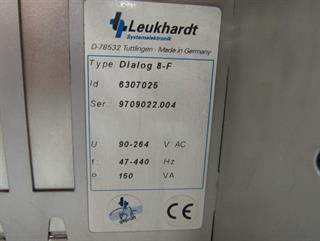 Leukhardt
Systemelektronik
D-78532 Tuttlingen · Made in Germany
Type Dialog 8-F
Id 6307025
Ser 9709022.004
U 90-264 V AC
f 47-440 Hz
150 VA
CE